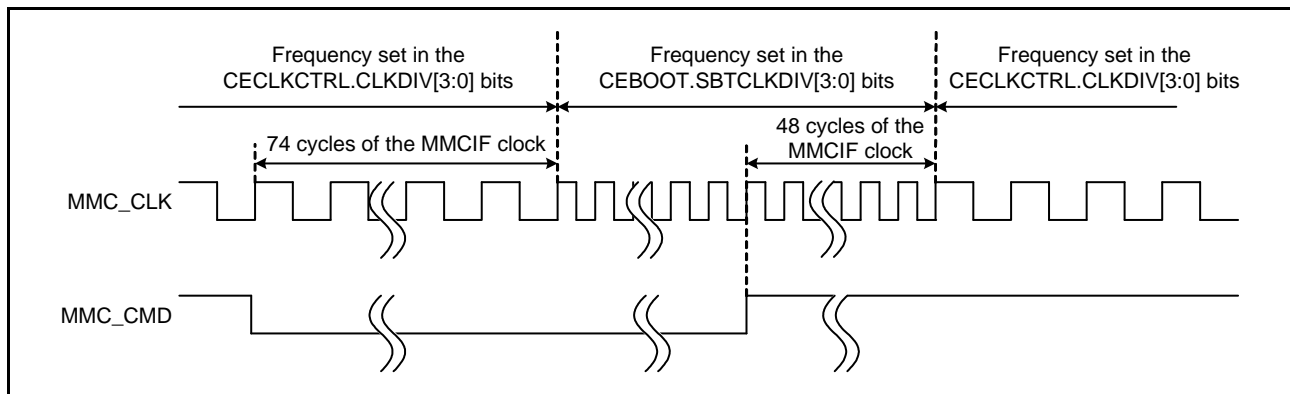 Frequency set in the
CECLKCTRL.CLKDIV[3:0] bits
Frequency set in the
CEBOOT.SBTCLKDIV[3:0] bits
Frequency set in the
CECLKCTRL.CLKDIV[3:0] bits
74 cycles of the MMCIF clock
48 cycles of the
MMCIF clock
MMC_CLK
MMC_CMD